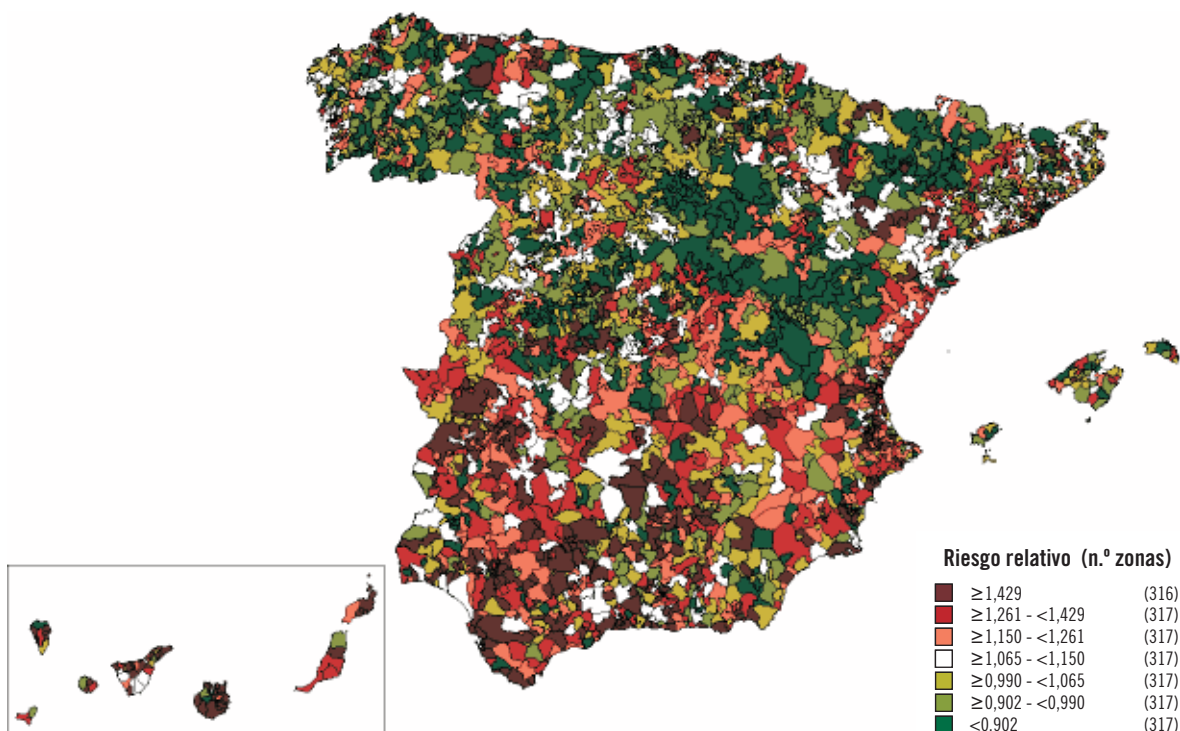 Riesgo relativo (n.º zonas)
≥1,429 (316)
≥1,261 - <1,429 (317)
≥1,150 - <1,261 (317)
≥1,065 - <1,150 (317)
≥0,990 - <1,065 (317)
≥0,902 - <0,990 (317)
<0,902 (317)